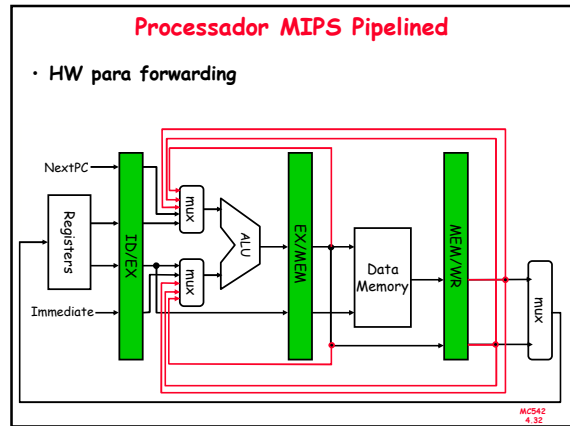 Processador MIPS Pipelined
· HW para forwarding
NextPC
Registers
Immediate
ID/EX
mux
mux
ALU
EX/MEM
Data
Memory
MEM/WR
mux
MC542
4.32